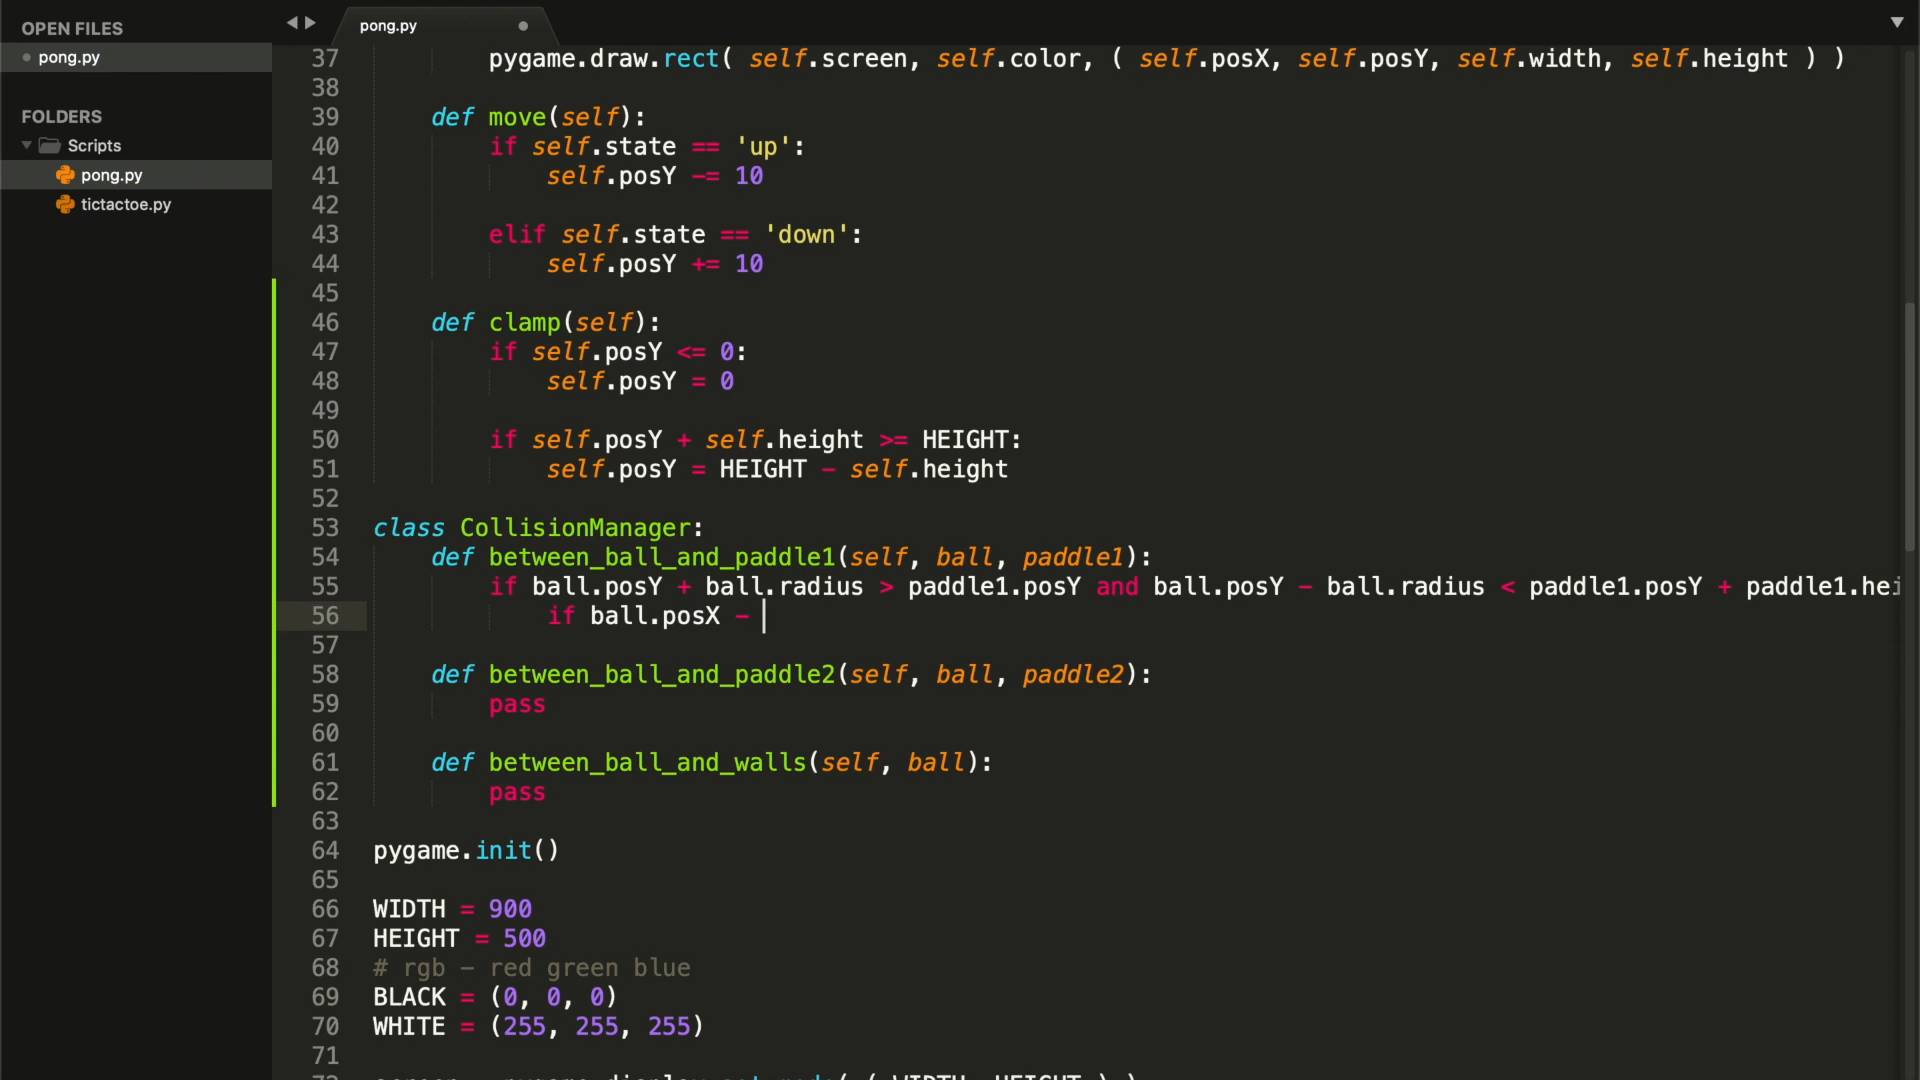 OPEN FILES
pong.py
FOLDERS
Scripts
pong.py
tictactoe.py
pong.py
37 pygame.draw.rect( self.screen, self.color, ( self.posX, self.posY, self.width, self.height ) )
38
39 def move(self):
40 if self.state == 'up':
41 self.posY -= 10
42
43 elif self.state == 'down':
44 self.posY += 10
45
46 def clamp(self):
47 if self.posY <= 0:
48 self.posY = 0
49
50 if self.posY + self.height >= HEIGHT:
51 self.posY = HEIGHT - self.height
52
53 class CollisionManager:
54 def between_ball_and_paddle1(self, ball, paddle1):
55 if ball.posY + ball.radius > paddle1.posY and ball.posY - ball.radius < paddle1.posY + paddle1.hei
56 if ball.posX -
57
58 def between_ball_and_paddle2(self, ball, paddle2):
59 pass
60
61 def between_ball_and_walls(self, ball):
62 pass
63
64 pygame.init()
65
66 WIDTH = 900
67 HEIGHT = 500
68 # rgb - red green blue
69 BLACK = (0, 0, 0)
70 WHITE = (255, 255, 255)
71